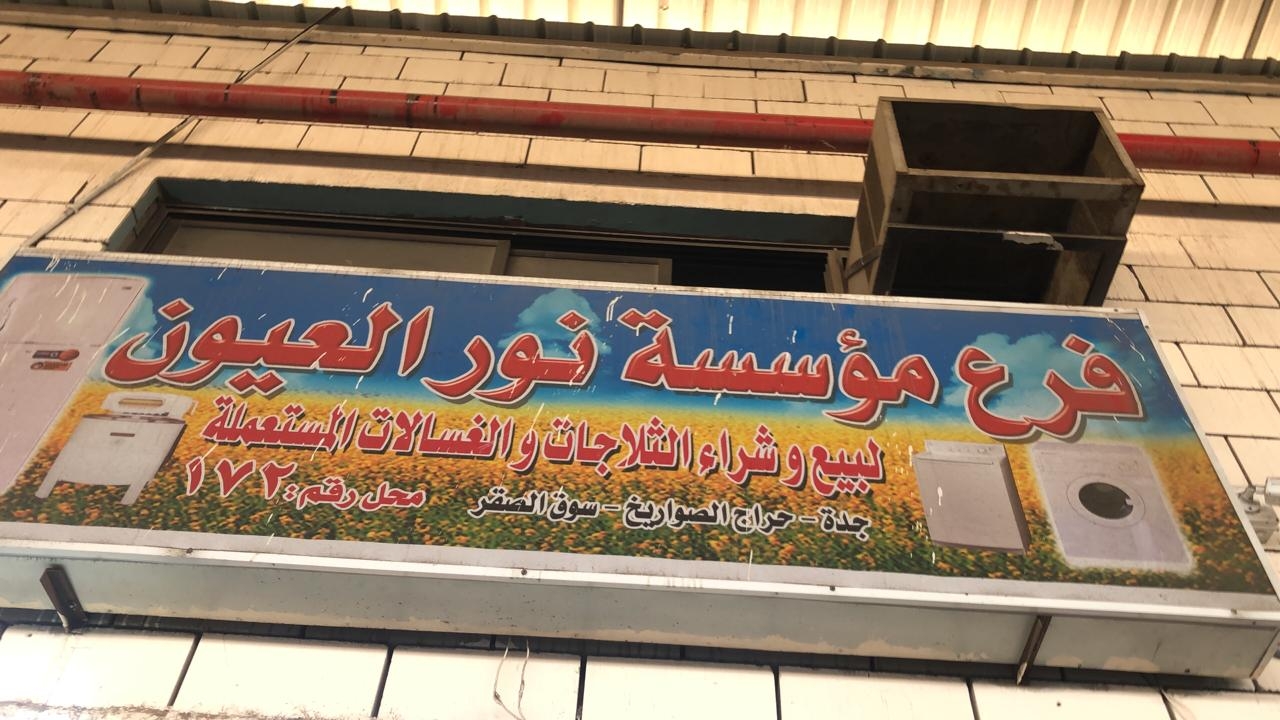 فرع مؤسسة نور العيون
لبيع و شراء الثلاجات و الغسالات المستعملة
جدة - حراج الصواريخ - سوق الصقر
محل رقم: ١٧٢